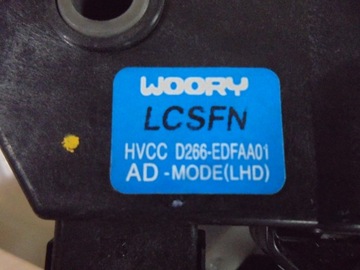 WOORY
LCSFN
HVCC D266-EDFAA01
AD -MODE(LHD)